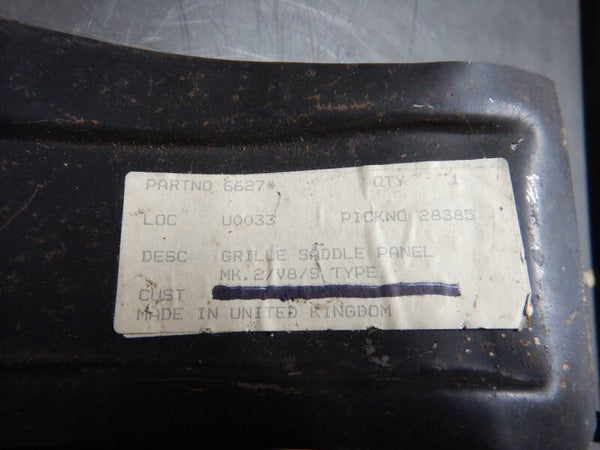 PARTNO 6627* QTY 1
LOC U0033 PICKNO 28385
DESC GRILLE SADDLE PANEL
MK.2/V8/S TYPE
CUST
MADE IN UNITED KINGDOM